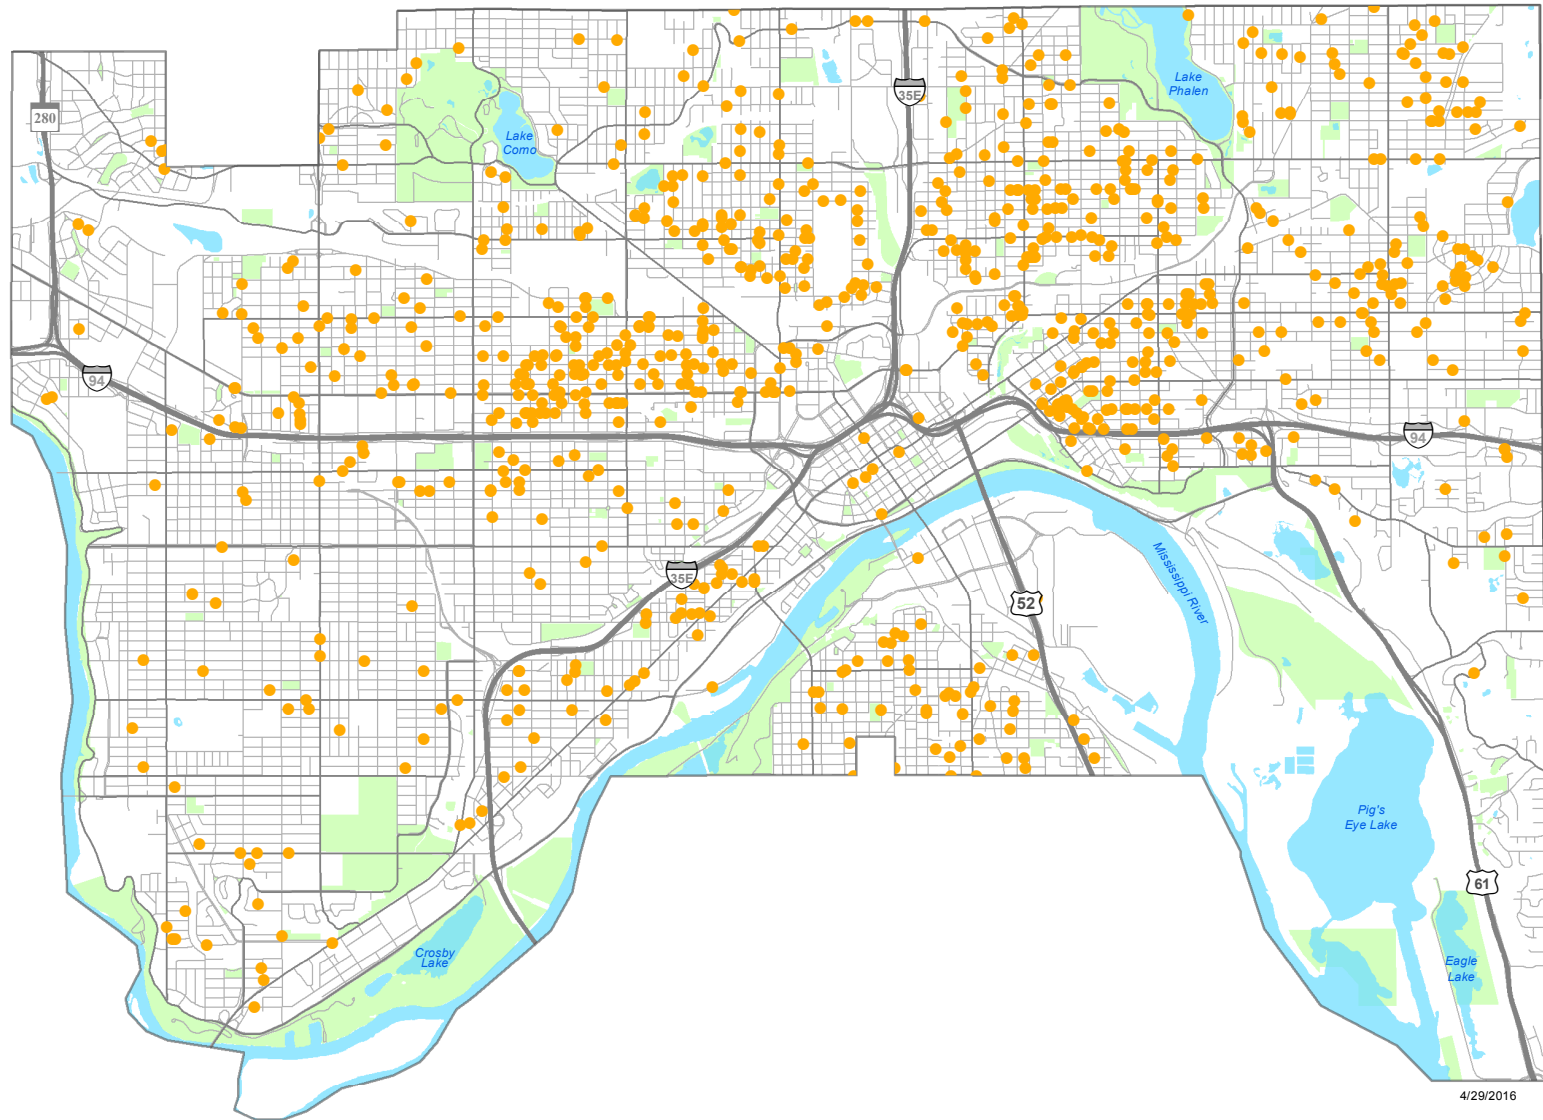 Lake
Phalen
35E
280
Lake
Como
94
94
35E
52
Mississippi River
Pig's
Eye Lake
61
Crosby
Lake
Eagle
Lake
4/29/2016